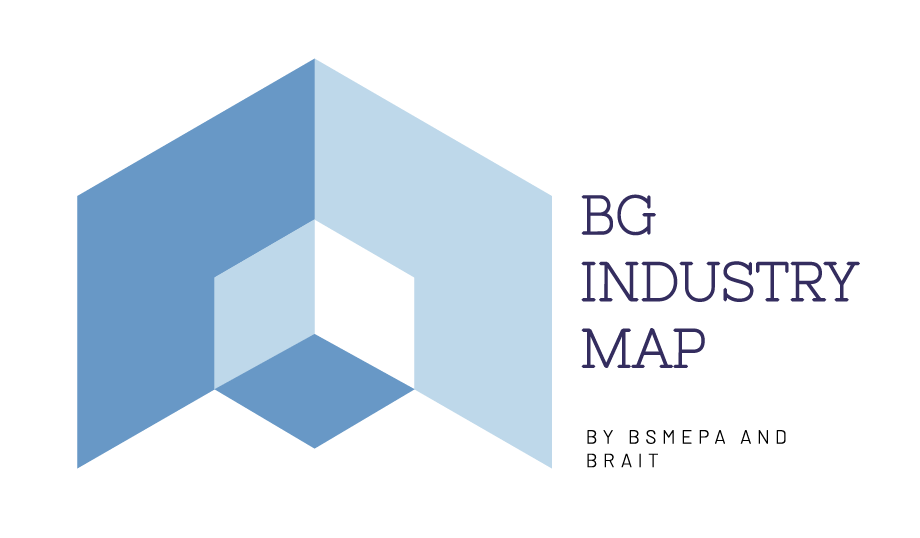 BG
INDUSTRY
MAP
BY BSMEPA AND
BRAIT